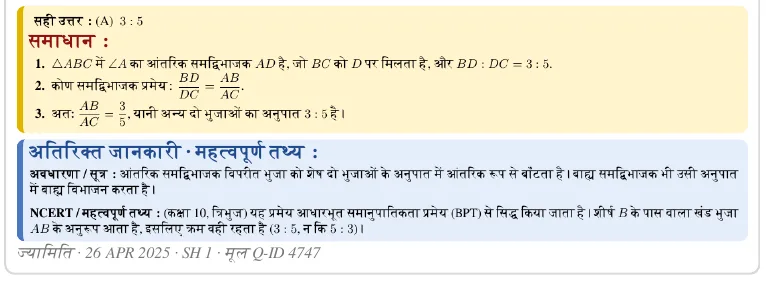 सही उत्तर : (A) 3 : 5
समाधान :
1. △ABC में ∠A का आंतरिक समद्विभाजक AD है, जो BC को D पर मिलता है, और BD : DC = 3 : 5.
2. कोण समद्विभाजक प्रमेय : BD/DC = AB/AC.
3. अतः AB/AC = 3/5, यानी अन्य दो भुजाओं का अनुपात 3 : 5 है।
अतिरिक्त जानकारी · महत्वपूर्ण तथ्य :
अवधारणा / सूत्र : आंतरिक समद्विभाजक विपरीत भुजा को शेष दो भुजाओं के अनुपात में आंतरिक रूप से बाँटता है। बाह्य समद्विभाजक भी उसी अनुपात
में बाह्य विभाजन करता है।
NCERT / महत्वपूर्ण तथ्य : (कक्षा 10, त्रिभुज) यह प्रमेय आधारभूत समानुपातिकता प्रमेय (BPT) से सिद्ध किया जाता है। शीर्ष B के पास वाला खंड भुजा
AB के अनुरूप आता है, इसलिए क्रम वही रहता है (3 : 5, न कि 5 : 3)।
ज्यामिति · 26 APR 2025 · SH 1 · मूल Q-ID 4747